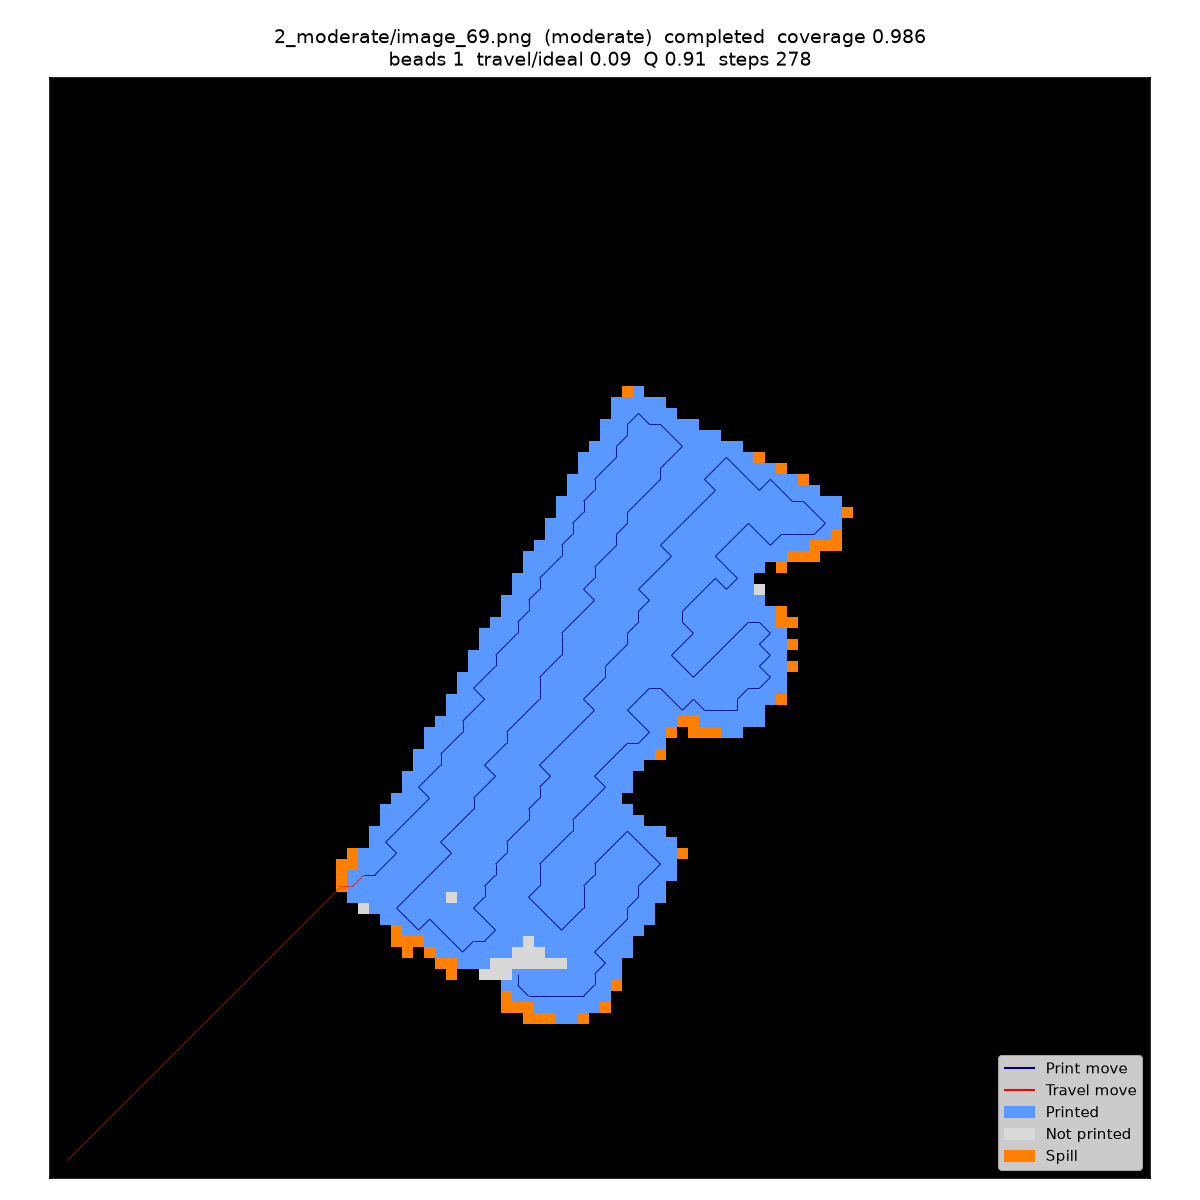 2_moderate/image_69.png  (moderate)  completed  coverage 0.986
beads 1  travel/ideal 0.09  Q 0.91  steps 278
Print move
Travel move
Printed
Not printed
Spill